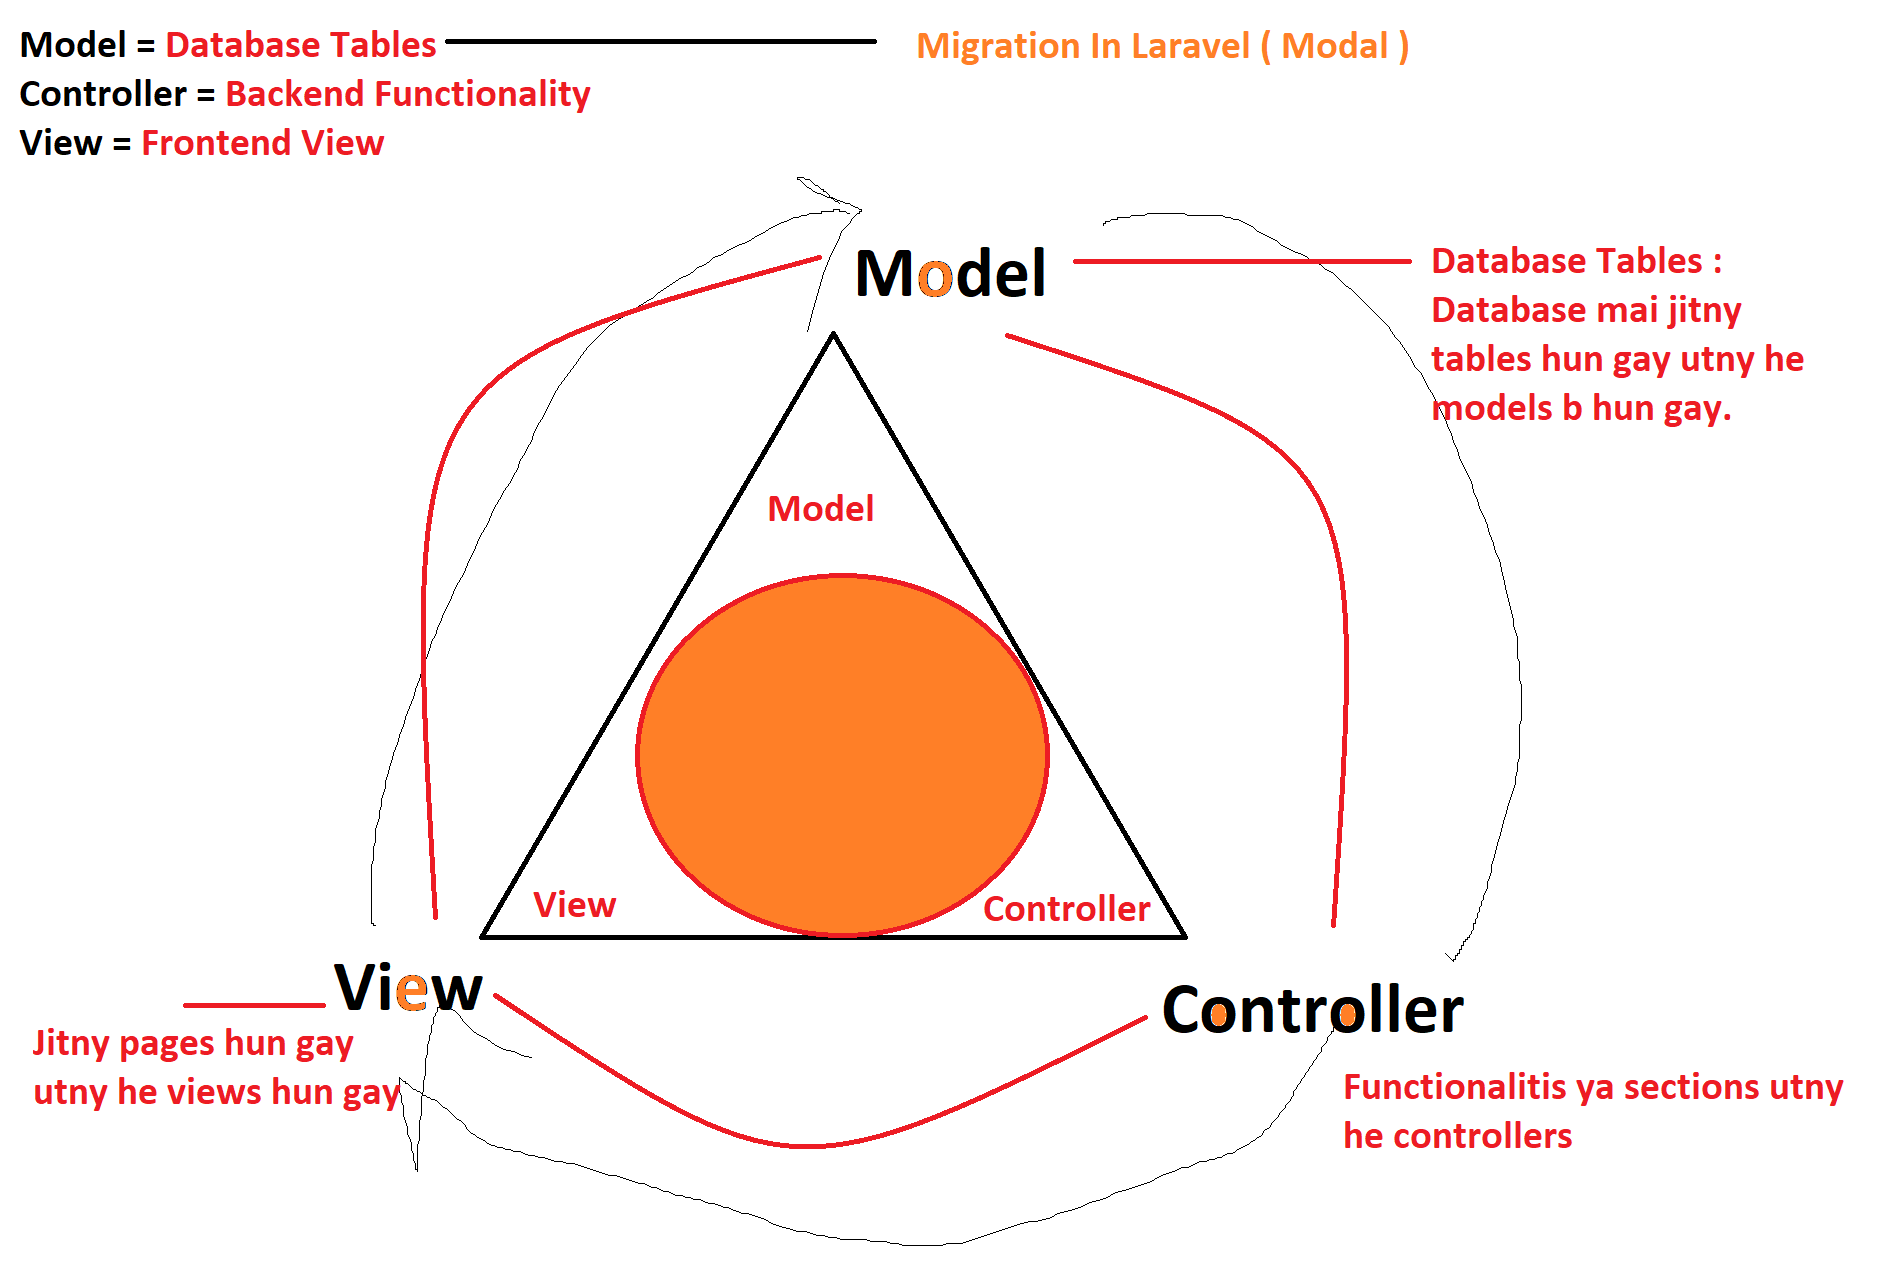 Model = Database Tables
Migration In Laravel ( Modal )
Controller = Backend Functionality
View = Frontend View
Model
Database Tables :
Database mai jitny
tables hun gay utny he
models b hun gay.
Model
View
Controller
View
Controller
Jitny pages hun gay
utny he views hun gay
Functionalitis ya sections utny
he controllers